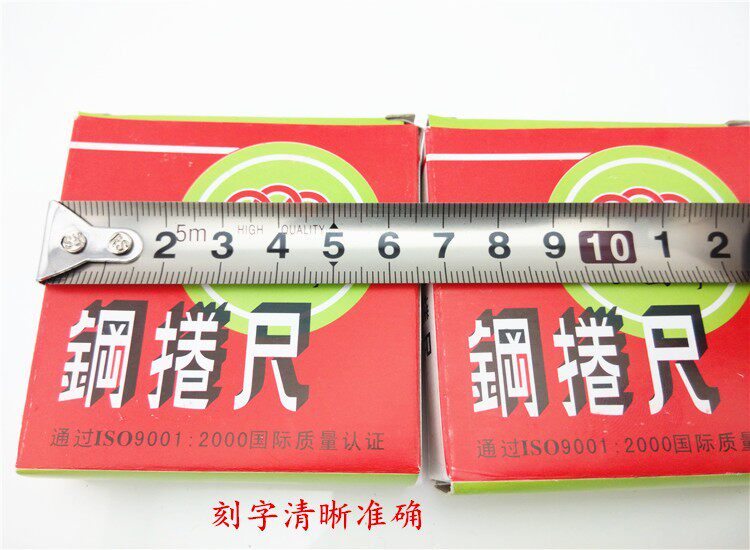 5m HIGH QUALITY
2 3 4 5 6 7 8 9 10 1 2
鋼捲尺
鋼捲尺
通过ISO9001:2000国际质量认证
通过ISO9001:2000国际质量
刻字清晰准确